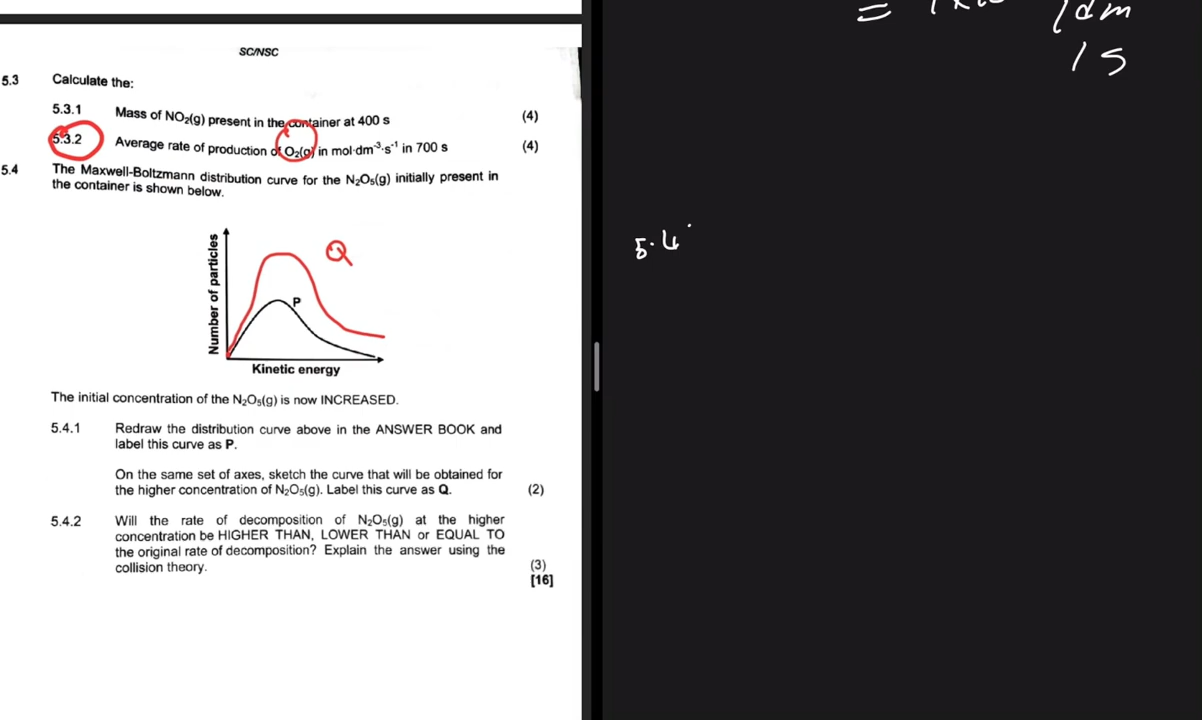 SC/NSC
5.3 Calculate the:
5.3.1 Mass of NO₂(g) present in the container at 400 s (4)
5.3.2 Average rate of production of O₂(g) in mol·dm⁻³·s⁻¹ in 700 s (4)
5.4 The Maxwell-Boltzmann distribution curve for the N₂O₅(g) initially present in
the container is shown below.
Number of particles
Q
P
Kinetic energy
The initial concentration of the N₂O₅(g) is now INCREASED.
5.4.1 Redraw the distribution curve above in the ANSWER BOOK and
label this curve as P.
On the same set of axes, sketch the curve that will be obtained for
the higher concentration of N₂O₅(g). Label this curve as Q. (2)
5.4.2 Will the rate of decomposition of N₂O₅(g) at the higher
concentration be HIGHER THAN, LOWER THAN or EQUAL TO
the original rate of decomposition? Explain the answer using the
collision theory. (3)
[16]
/dm
/s
5.4